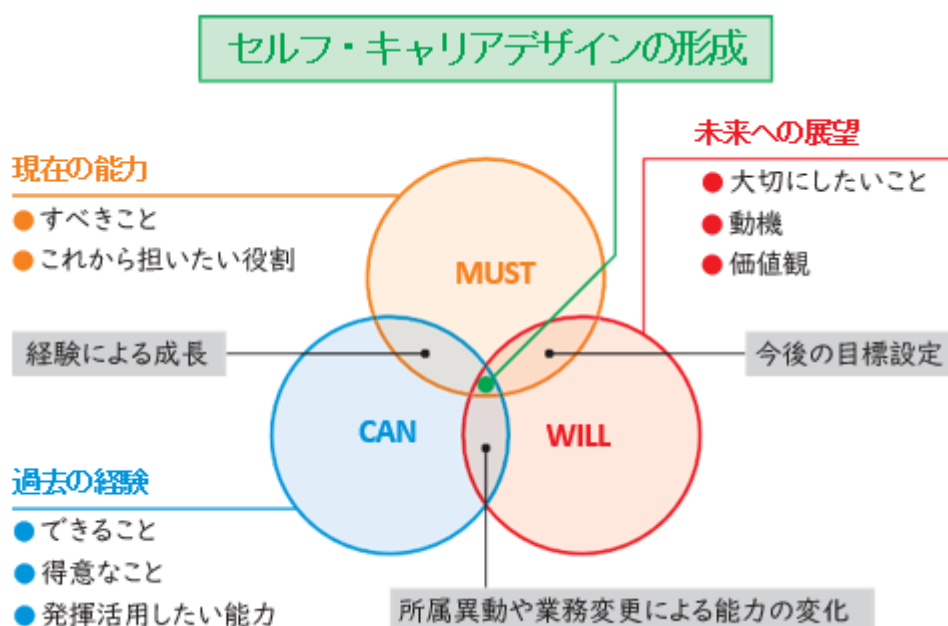 セルフ・キャリアデザインの形成
未来への展望
大切にしたいこと
動機
価値観
現在の能力
すべきこと
これから担いたい役割
MUST
経験による成長
今後の目標設定
CAN
WILL
過去の経験
できること
得意なこと
発揮活用したい能力
所属異動や業務変更による能力の変化